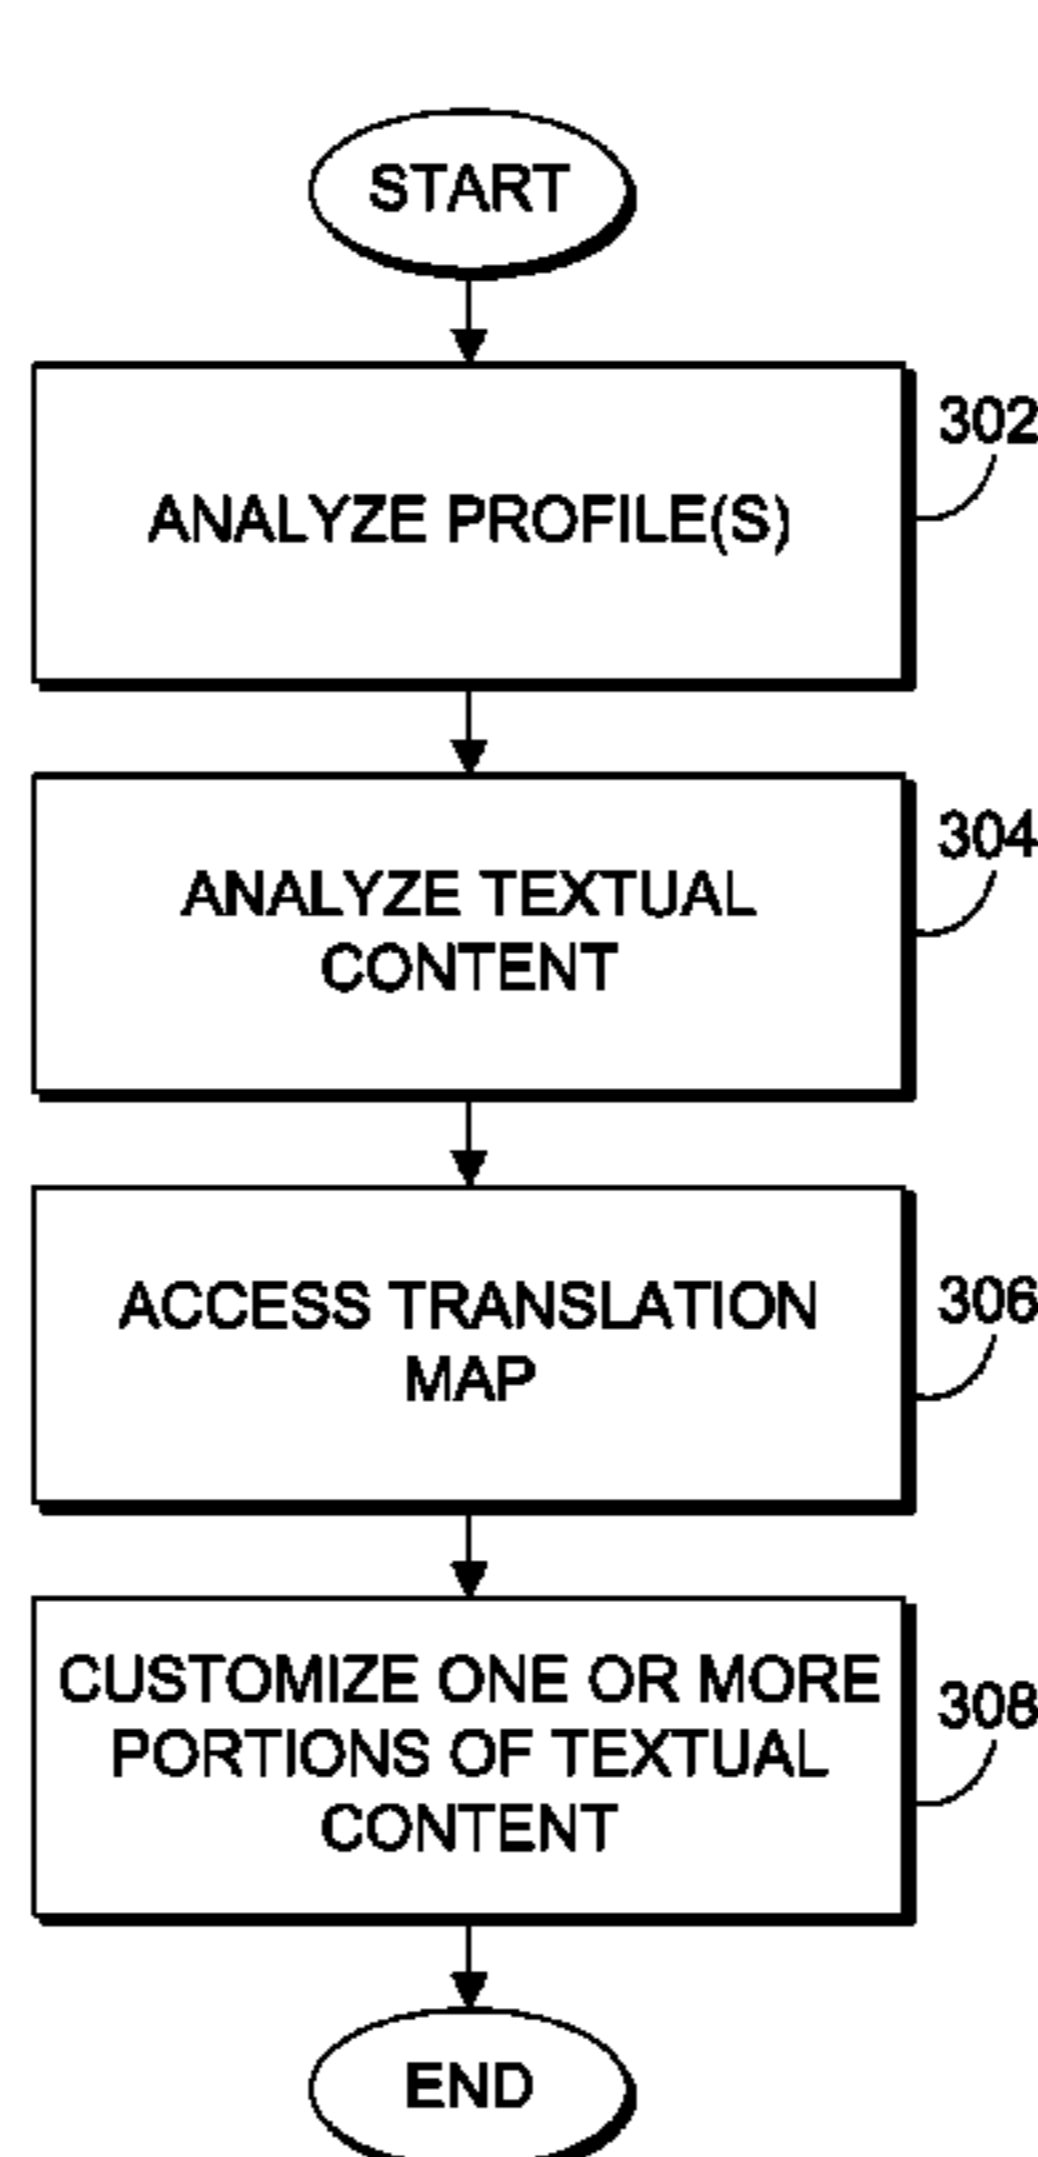 START
ANALYZE PROFILE(S)
302
ANALYZE TEXTUAL
CONTENT
304
ACCESS TRANSLATION
MAP
306
CUSTOMIZE ONE OR MORE
PORTIONS OF TEXTUAL
CONTENT
308
END